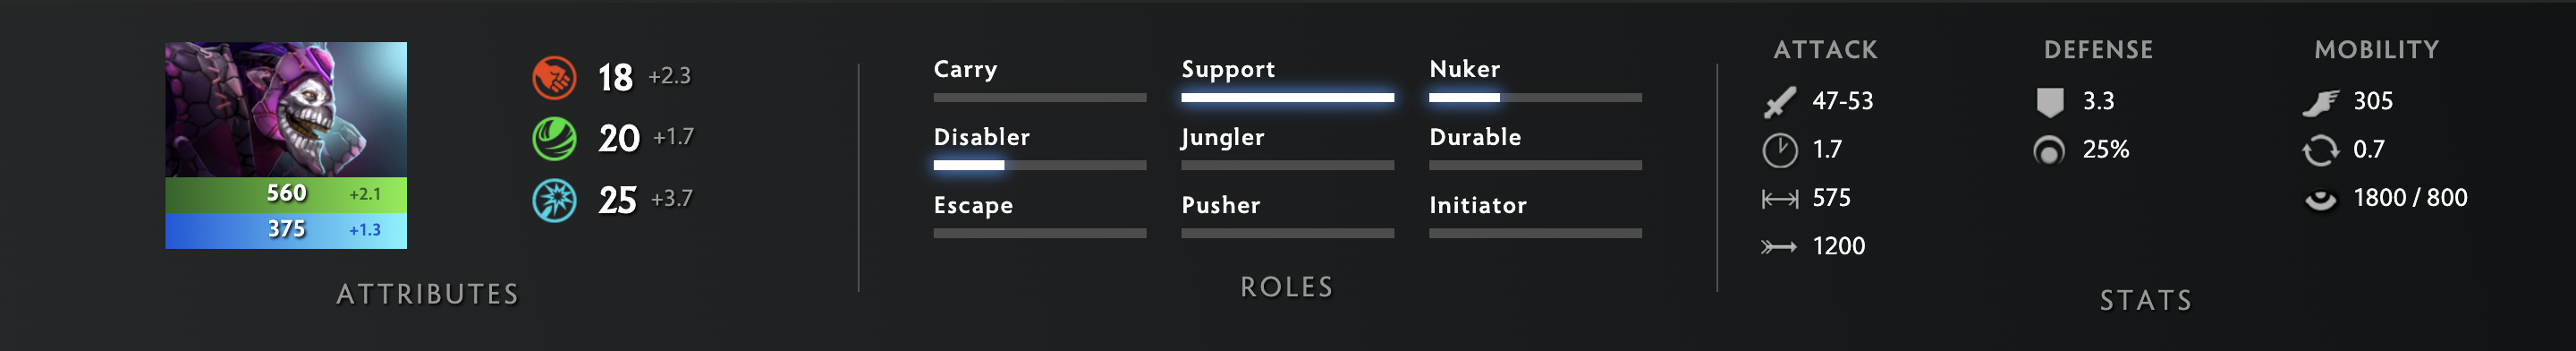 560 +2.1
375 +1.3
18 +2.3
20 +1.7
25 +3.7
ATTRIBUTES
Carry Support Nuker
Disabler Jungler Durable
Escape Pusher Initiator
ROLES
ATTACK DEFENSE MOBILITY
47-53 3.3 305
1.7 25% 0.7
575 1800 / 800
1200
STATS